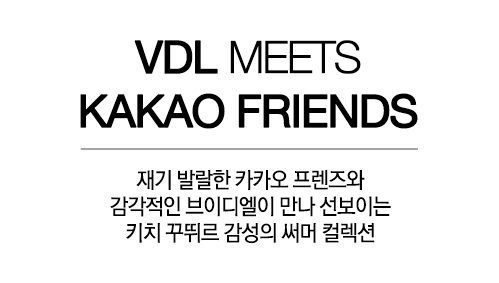 VDL MEETS
KAKAO FRIENDS
재기 발랄한 카카오 프렌즈와
감각적인 브이디엘이 만나 선보이는
키치 꾸뛰르 감성의 써머 컬렉션